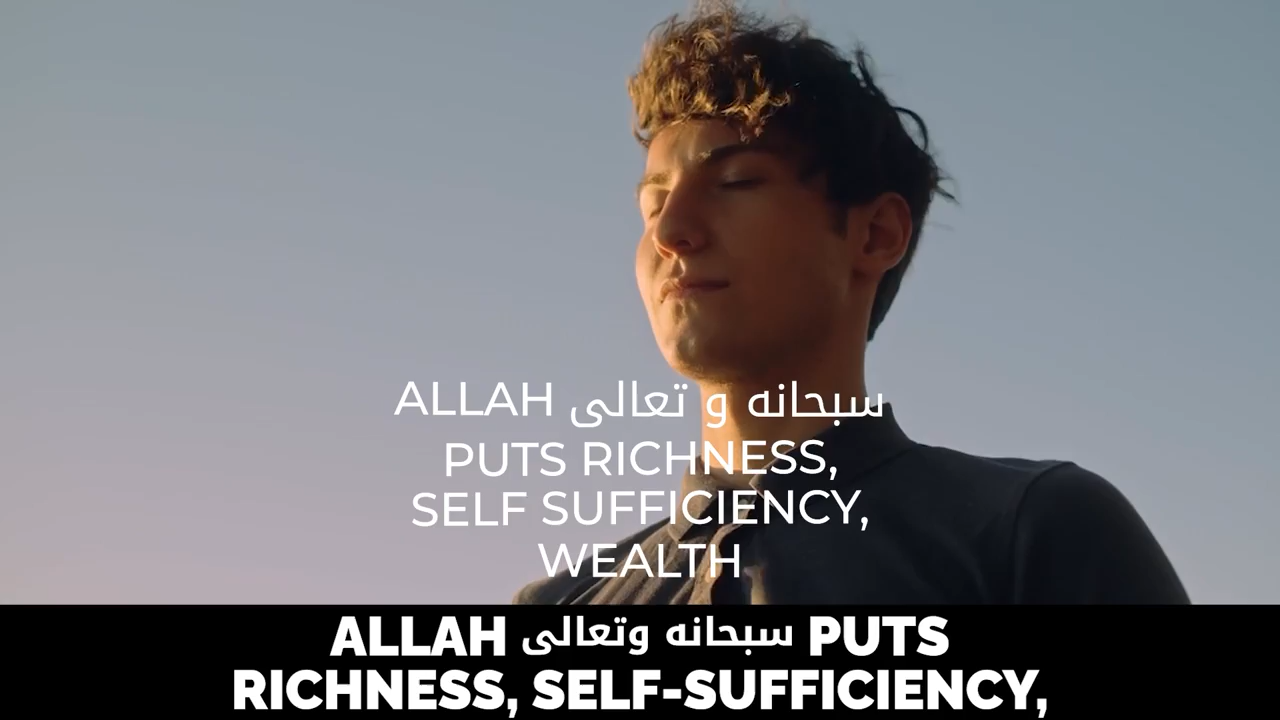 ALLAH سبحانه و تعالى
PUTS RICHNESS,
SELF SUFFICIENCY,
WEALTH
ALLAH سبحانه وتعالى PUTS
RICHNESS, SELF-SUFFICIENCY,